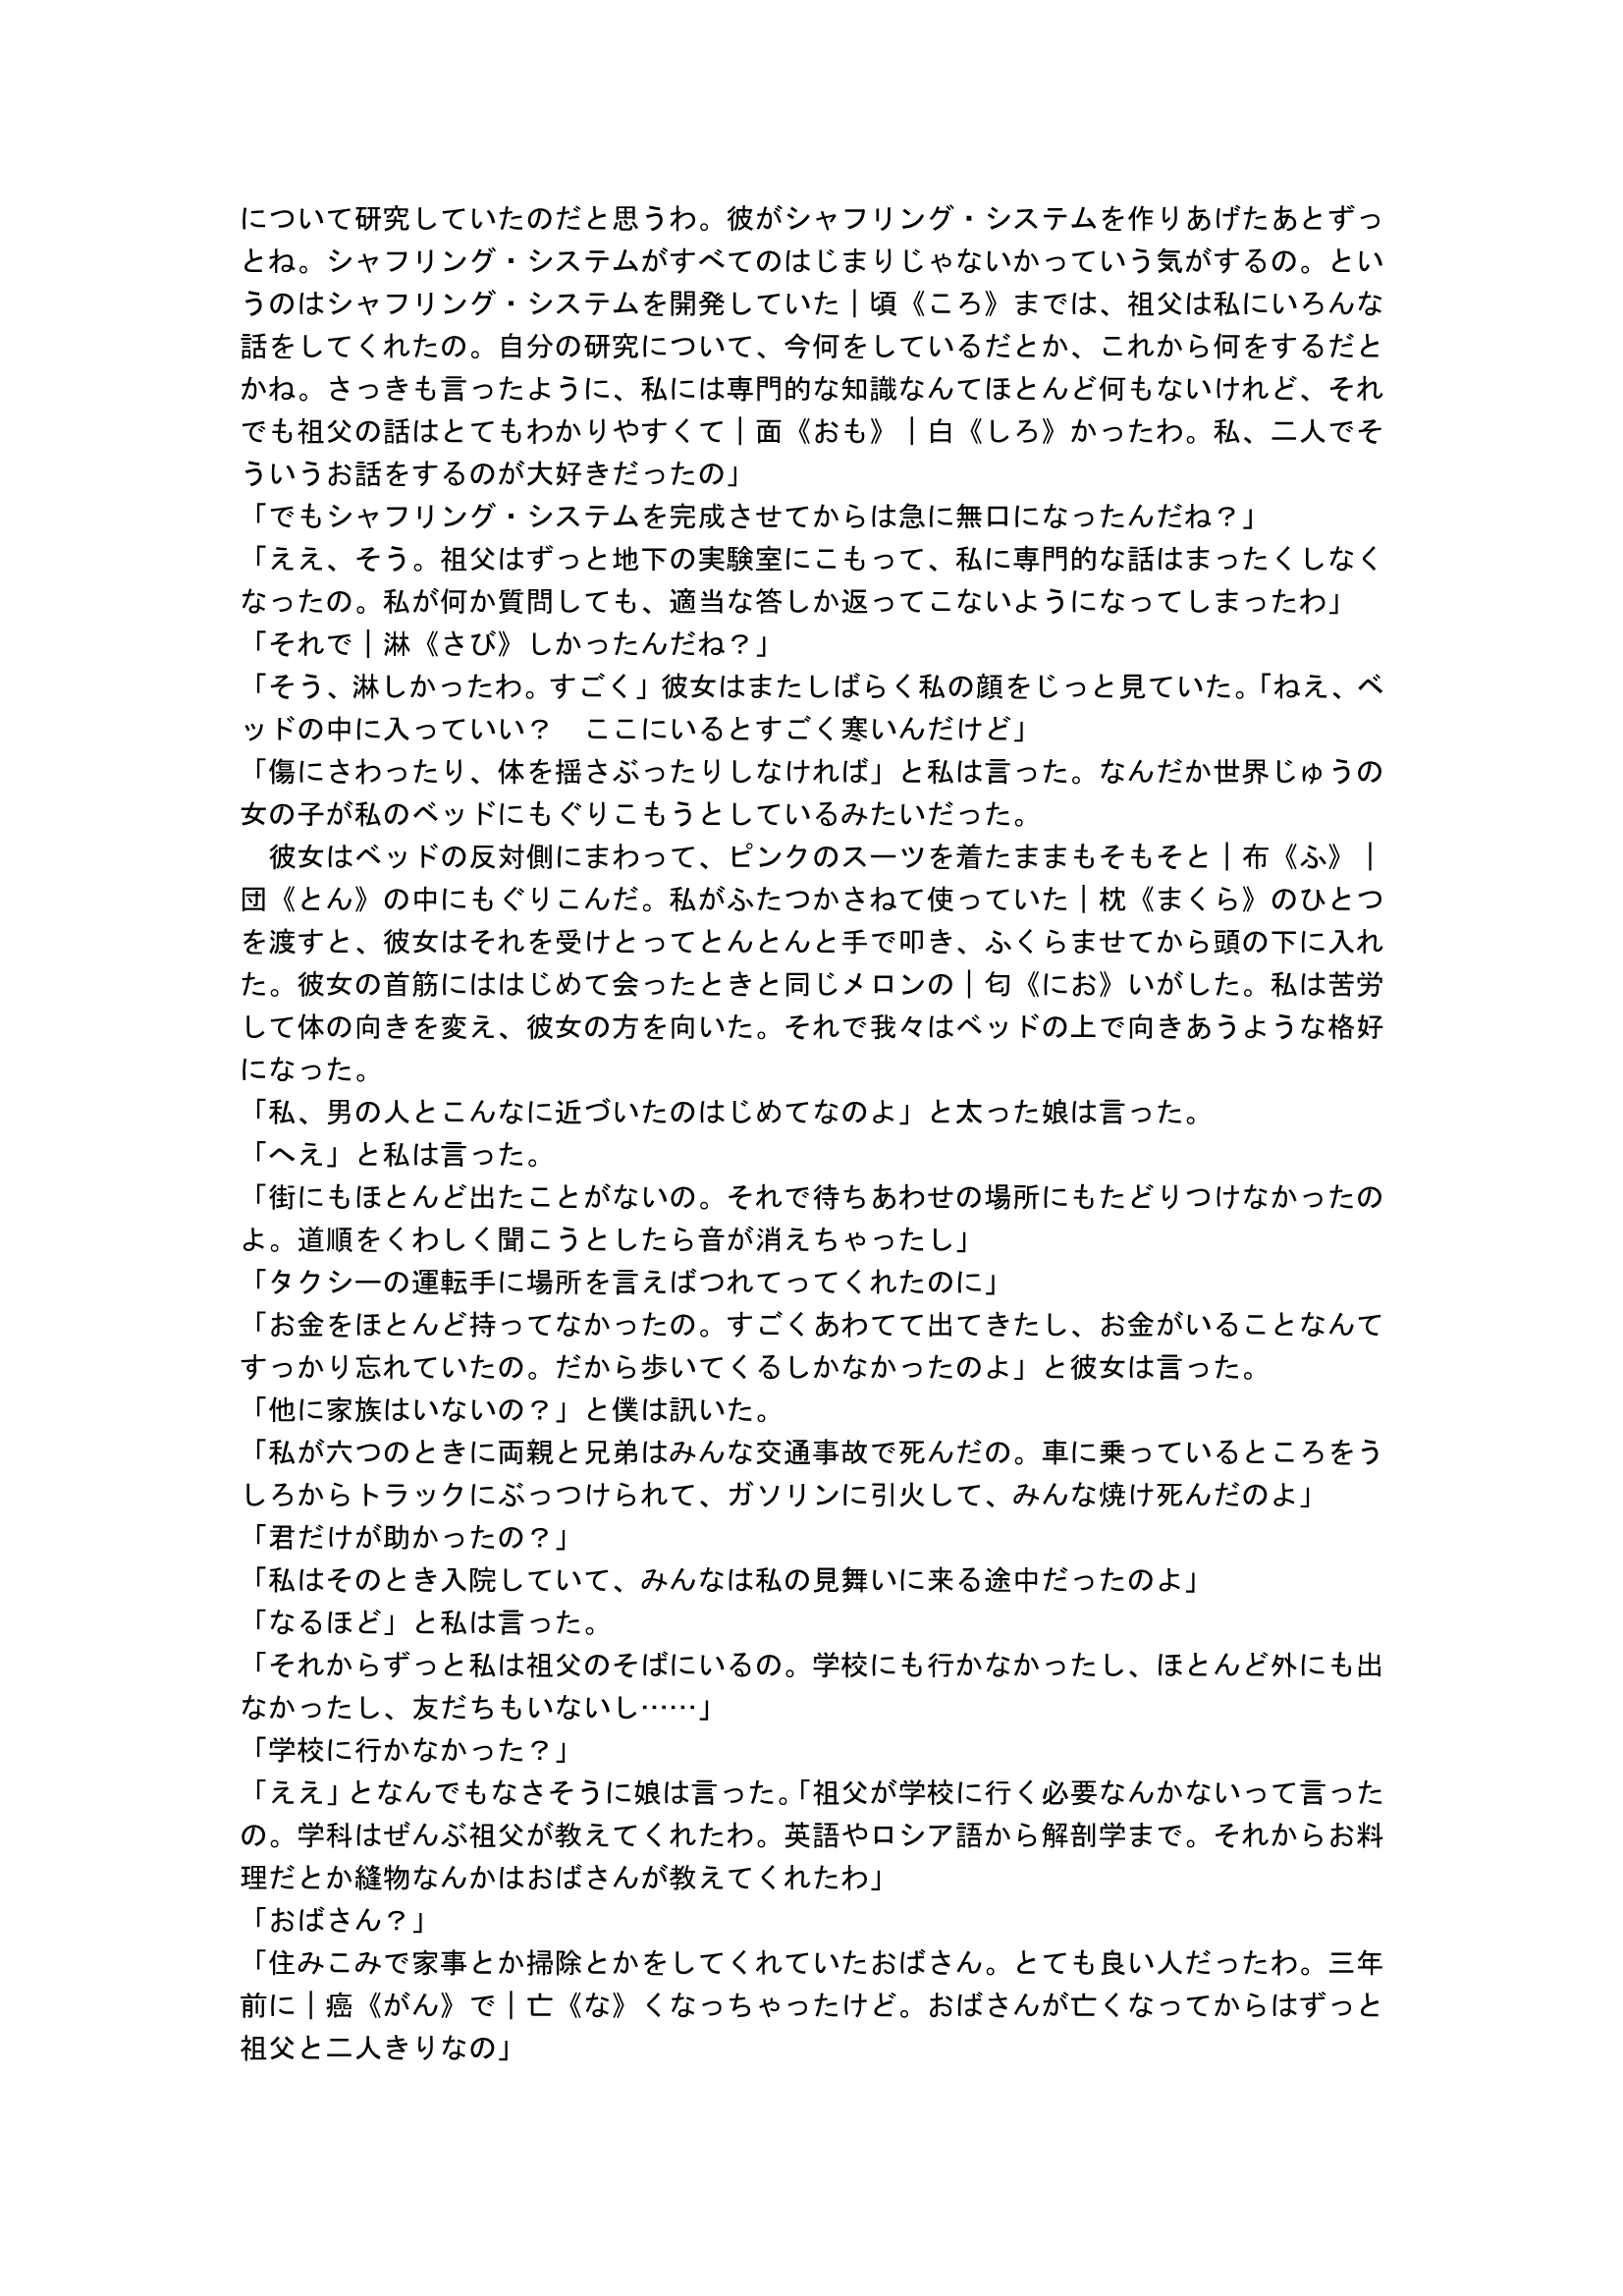 について研究していたのだと思うわ。彼がシャフリング・システムを作りあげたあとずっ
とね。シャフリング・システムがすべてのはじまりじゃないかっていう気がするの。とい
うのはシャフリング・システムを開発していた｜頃《ころ》までは、祖父は私にいろんな
話をしてくれたの。自分の研究について、今何をしているだとか、これから何をするだと
かね。さっきも言ったように、私には専門的な知識なんてほとんど何もないけれど、それ
でも祖父の話はとてもわかりやすくて｜面《おも》｜白《しろ》かったわ。私、二人でそ
ういうお話をするのが大好きだったの」
「でもシャフリング・システムを完成させてからは急に無口になったんだね？」
「ええ、そう。祖父はずっと地下の実験室にこもって、私に専門的な話はまったくしなく
なったの。私が何か質問しても、適当な答しか返ってこないようになってしまったわ」
「それで｜淋《さび》しかったんだね？」
「そう、淋しかったわ。すごく」彼女はまたしばらく私の顔をじっと見ていた。「ねえ、ベ
ッドの中に入っていい？　ここにいるとすごく寒いんだけど」
「傷にさわったり、体を揺さぶったりしなければ」と私は言った。なんだか世界じゅうの
女の子が私のベッドにもぐりこもうとしているみたいだった。
　彼女はベッドの反対側にまわって、ピンクのスーツを着たままもそもそと｜布《ふ》｜
団《とん》の中にもぐりこんだ。私がふたつかさねて使っていた｜枕《まくら》のひとつ
を渡すと、彼女はそれを受けとってとんとんと手で叩き、ふくらませてから頭の下に入れ
た。彼女の首筋にははじめて会ったときと同じメロンの｜匂《にお》いがした。私は苦労
して体の向きを変え、彼女の方を向いた。それで我々はベッドの上で向きあうような格好
になった。
「私、男の人とこんなに近づいたのはじめてなのよ」と太った娘は言った。
「へえ」と私は言った。
「街にもほとんど出たことがないの。それで待ちあわせの場所にもたどりつけなかったの
よ。道順をくわしく聞こうとしたら音が消えちゃったし」
「タクシーの運転手に場所を言えばつれてってくれたのに」
「お金をほとんど持ってなかったの。すごくあわてて出てきたし、お金がいることなんて
すっかり忘れていたの。だから歩いてくるしかなかったのよ」と彼女は言った。
「他に家族はいないの？」と僕は訊いた。
「私が六つのときに両親と兄弟はみんな交通事故で死んだの。車に乗っているところをう
しろからトラックにぶっつけられて、ガソリンに引火して、みんな焼け死んだのよ」
「君だけが助かったの？」
「私はそのとき入院していて、みんなは私の見舞いに来る途中だったのよ」
「なるほど」と私は言った。
「それからずっと私は祖父のそばにいるの。学校にも行かなかったし、ほとんど外にも出
なかったし、友だちもいないし……」
「学校に行かなかった？」
「ええ」となんでもなさそうに娘は言った。「祖父が学校に行く必要なんかないって言った
の。学科はぜんぶ祖父が教えてくれたわ。英語やロシア語から解剖学まで。それからお料
理だとか縫物なんかはおばさんが教えてくれたわ」
「おばさん？」
「住みこみで家事とか掃除とかをしてくれていたおばさん。とても良い人だったわ。三年
前に｜癌《がん》で｜亡《な》くなっちゃったけど。おばさんが亡くなってからはずっと
祖父と二人きりなの」